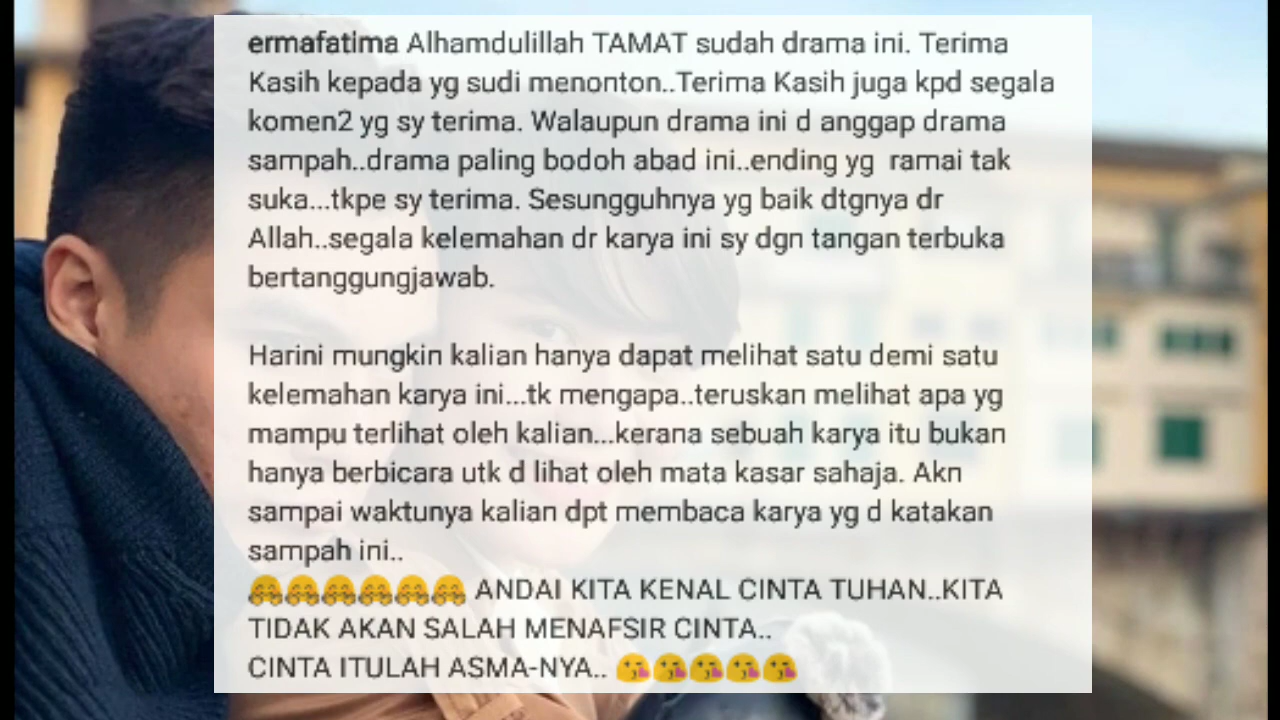 ermafatima Alhamdulillah TAMAT sudah drama ini. Terima
Kasih kepada yg sudi menonton..Terima Kasih juga kpd segala
komen2 yg sy terima. Walaupun drama ini d anggap drama
sampah..drama paling bodoh abad ini..ending yg ramai tak
suka...tkpe sy terima. Sesungguhnya yg baik dtgnya dr
Allah..segala kelemahan dr karya ini sy dgn tangan terbuka
bertanggungjawab.
Harini mungkin kalian hanya dapat melihat satu demi satu
kelemahan karya ini...tk mengapa..teruskan melihat apa yg
mampu terlihat oleh kalian...kerana sebuah karya itu bukan
hanya berbicara utk d lihat oleh mata kasar sahaja. Akn
sampai waktunya kalian dpt membaca karya yg d katakan
sampah ini..
🤗🤗🤗🤗🤗🤗 ANDAI KITA KENAL CINTA TUHAN..KITA
TIDAK AKAN SALAH MENAFSIR CINTA..
CINTA ITULAH ASMA-NYA.. 😘😘😘😘😘